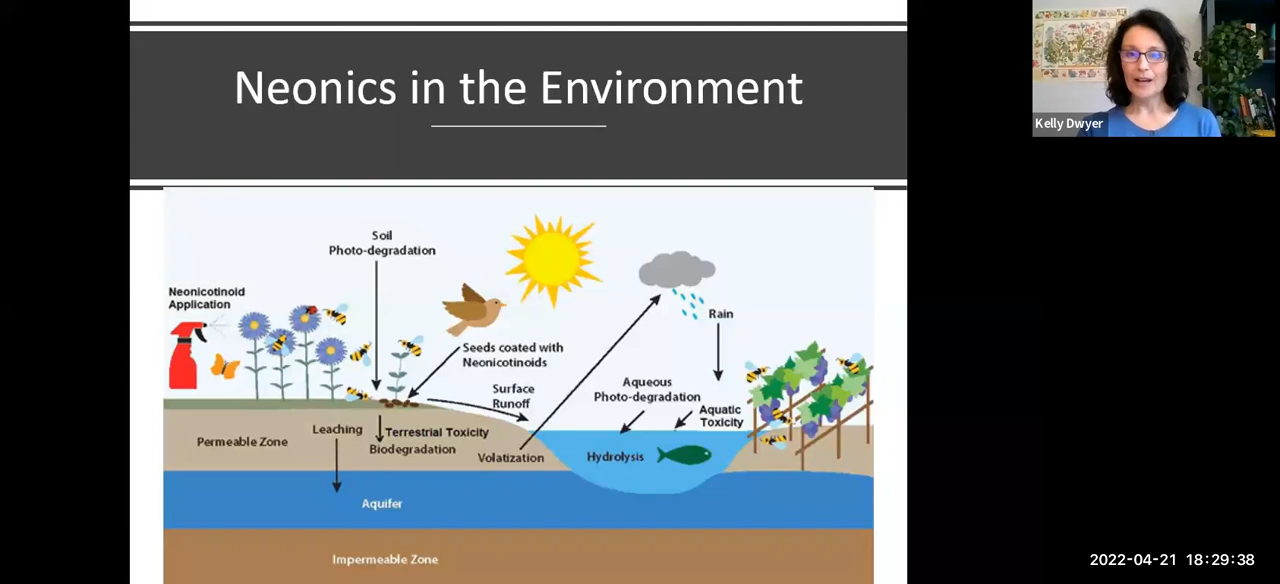 Neonics in the Environment
Kelly Dwyer
Soil
Photo-degradation
Neonicotinoid
Application
Rain
Seeds coated with
Neonicotinoids
Surface
Runoff
Aqueous
Photo-degradation
Aquatic
Toxicity
Leaching
Terrestrial Toxicity
Permeable Zone
Biodegradation
Volatization
Hydrolysis
Aquifer
Impermeable Zone
2022-04-21 18:29:38